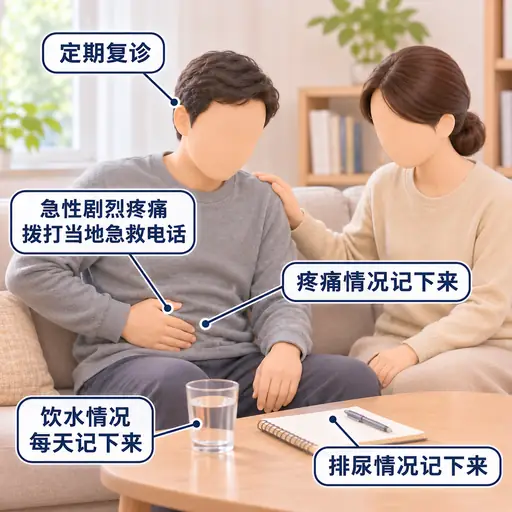 定期复诊
急性剧烈疼痛
拨打当地急救电话
疼痛情况记下来
饮水情况
每天记下来
排尿情况记下来